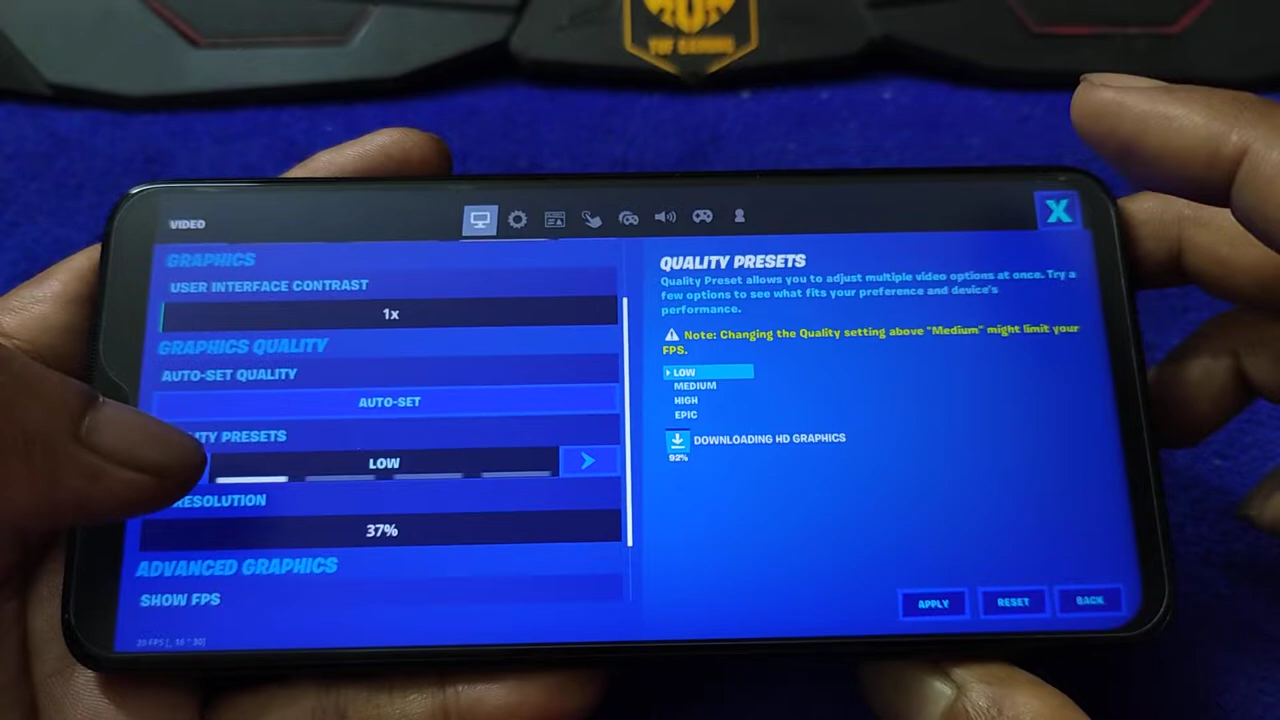 TUF GAMING
VIDEO
X
GRAPHICS
USER INTERFACE CONTRAST
1x
GRAPHICS QUALITY
AUTO-SET QUALITY
AUTO-SET
ITY PRESETS
LOW
RESOLUTION
37%
ADVANCED GRAPHICS
SHOW FPS
QUALITY PRESETS
Quality Preset allows you to adjust multiple video options at once. Try a
few options to see what fits your preference and device's
performance.
Note: Changing the Quality setting above "Medium" might limit your
FPS.
LOW
MEDIUM
HIGH
EPIC
DOWNLOADING HD GRAPHICS
92%
APPLY
RESET
BACK